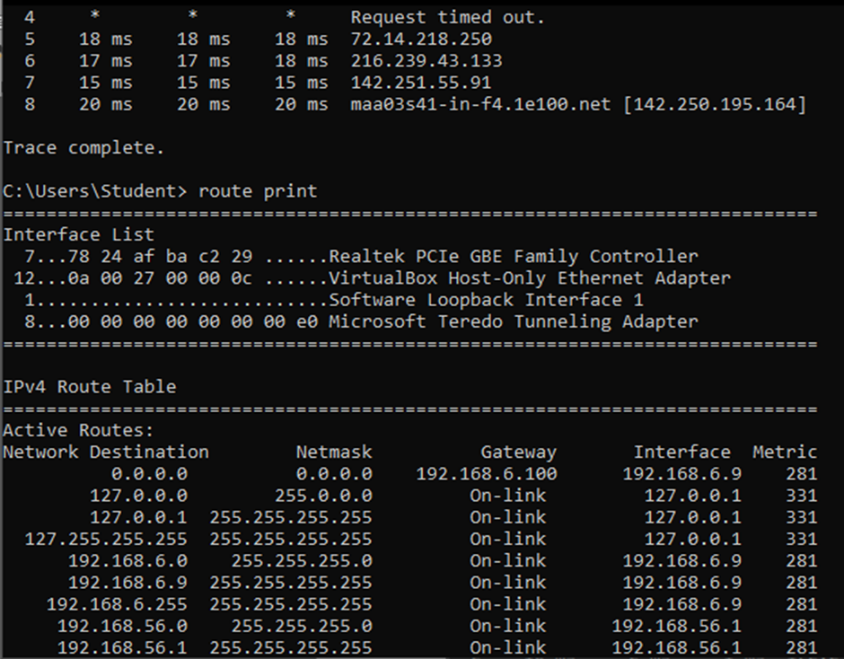 4 * * * Request timed out.
5 18 ms 18 ms 18 ms 72.14.218.250
6 17 ms 17 ms 18 ms 216.239.43.133
7 15 ms 15 ms 15 ms 142.251.55.91
8 20 ms 20 ms 20 ms maa03s41-in-f4.1e100.net [142.250.195.164]
Trace complete.
C:\Users\Student> route print
===========================================================================
Interface List
7...78 24 af ba c2 29 ......Realtek PCIe GBE Family Controller
12...0a 00 27 00 00 0c ......VirtualBox Host-Only Ethernet Adapter
1...........................Software Loopback Interface 1
8...00 00 00 00 00 00 00 e0 Microsoft Teredo Tunneling Adapter
===========================================================================
IPv4 Route Table
===========================================================================
Active Routes:
Network Destination Netmask Gateway Interface Metric
0.0.0.0 0.0.0.0 192.168.6.100 192.168.6.9 281
127.0.0.0 255.0.0.0 On-link 127.0.0.1 331
127.0.0.1 255.255.255.255 On-link 127.0.0.1 331
127.255.255.255 255.255.255.255 On-link 127.0.0.1 331
192.168.6.0 255.255.255.0 On-link 192.168.6.9 281
192.168.6.9 255.255.255.255 On-link 192.168.6.9 281
192.168.6.255 255.255.255.255 On-link 192.168.6.9 281
192.168.56.0 255.255.255.0 On-link 192.168.56.1 281
192.168.56.1 255.255.255.255 On-link 192.168.56.1 281